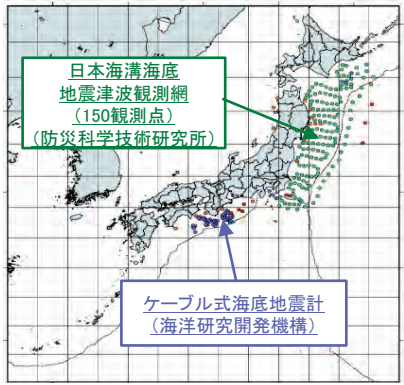 日本海溝海底
地震津波観測網
（150観測点）
（防災科学技術研究所）
ケーブル式海底地震計
（海洋研究開発機構）